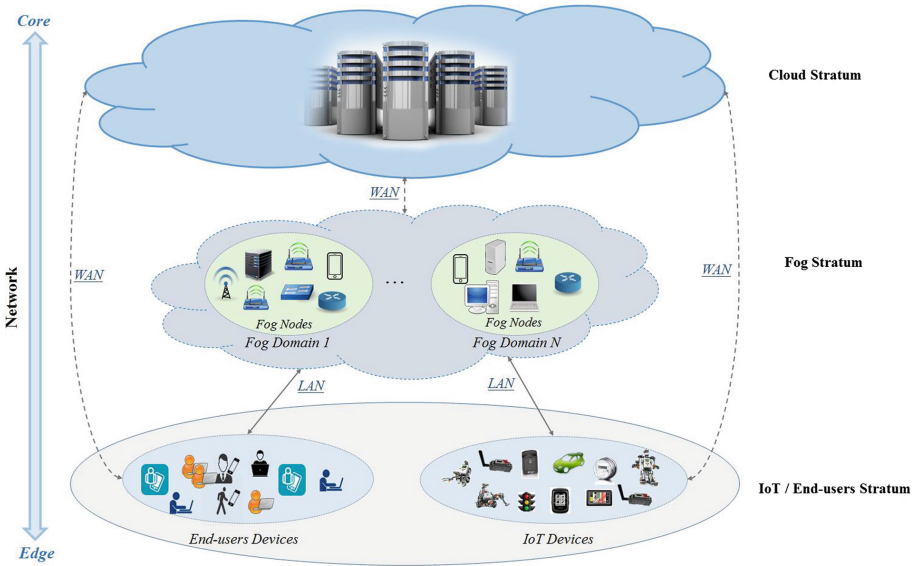 Core
Cloud Stratum
WAN
Network
WAN
Fog Stratum
WAN
...
Fog Nodes
Fog Domain 1
Fog Nodes
Fog Domain N
LAN
LAN
IoT / End-users Stratum
End-users Devices
IoT Devices
Edge